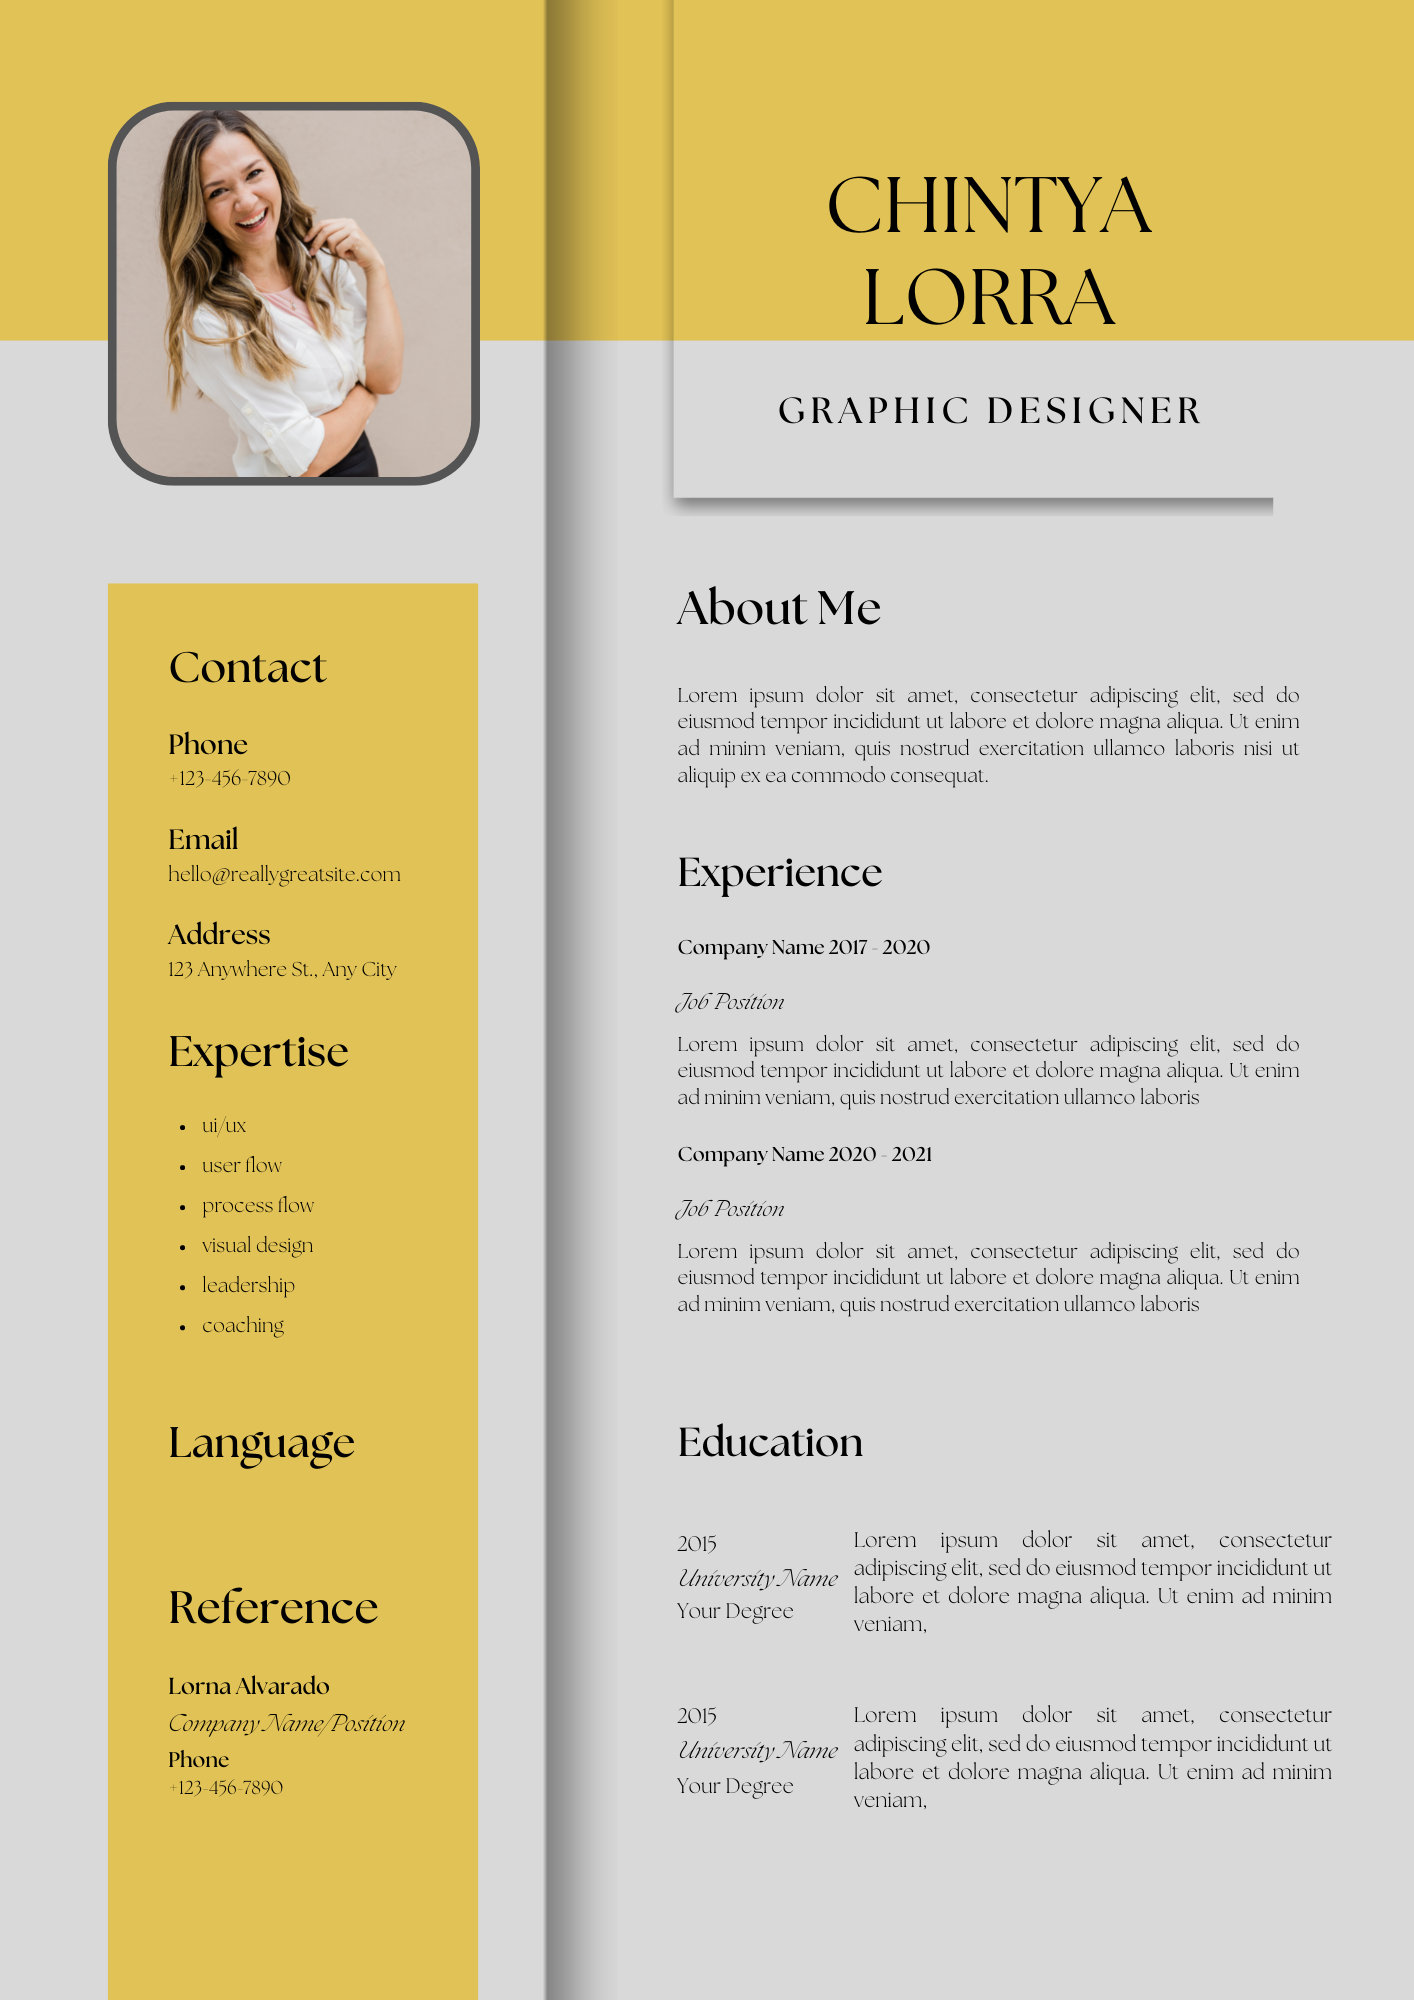 CHINTYA
LORRA
GRAPHIC DESIGNER
Contact
Phone
+123-456-7890
Email
hello@reallygreatsite.com
Address
123 Anywhere St., Any City
Expertise
• ui/ux
• user flow
• process flow
• visual design
• leadership
• coaching
Language
Reference
Lorna Alvarado
Company Name/Position
Phone
+123-456-7890
About Me
Lorem ipsum dolor sit amet, consectetur adipiscing elit, sed do
eiusmod tempor incididunt ut labore et dolore magna aliqua. Ut enim
ad minim veniam, quis nostrud exercitation ullamco laboris nisi ut
aliquip ex ea commodo consequat.
Experience
Company Name 2017 - 2020
Job Position
Lorem ipsum dolor sit amet, consectetur adipiscing elit, sed do
eiusmod tempor incididunt ut labore et dolore magna aliqua. Ut enim
ad minim veniam, quis nostrud exercitation ullamco laboris
Company Name 2020 - 2021
Job Position
Lorem ipsum dolor sit amet, consectetur adipiscing elit, sed do
eiusmod tempor incididunt ut labore et dolore magna aliqua. Ut enim
ad minim veniam, quis nostrud exercitation ullamco laboris
Education
2015
University Name
Your Degree
Lorem ipsum dolor sit amet, consectetur
adipiscing elit, sed do eiusmod tempor incididunt ut
labore et dolore magna aliqua. Ut enim ad minim
veniam,
2015
University Name
Your Degree
Lorem ipsum dolor sit amet, consectetur
adipiscing elit, sed do eiusmod tempor incididunt ut
labore et dolore magna aliqua. Ut enim ad minim
veniam,